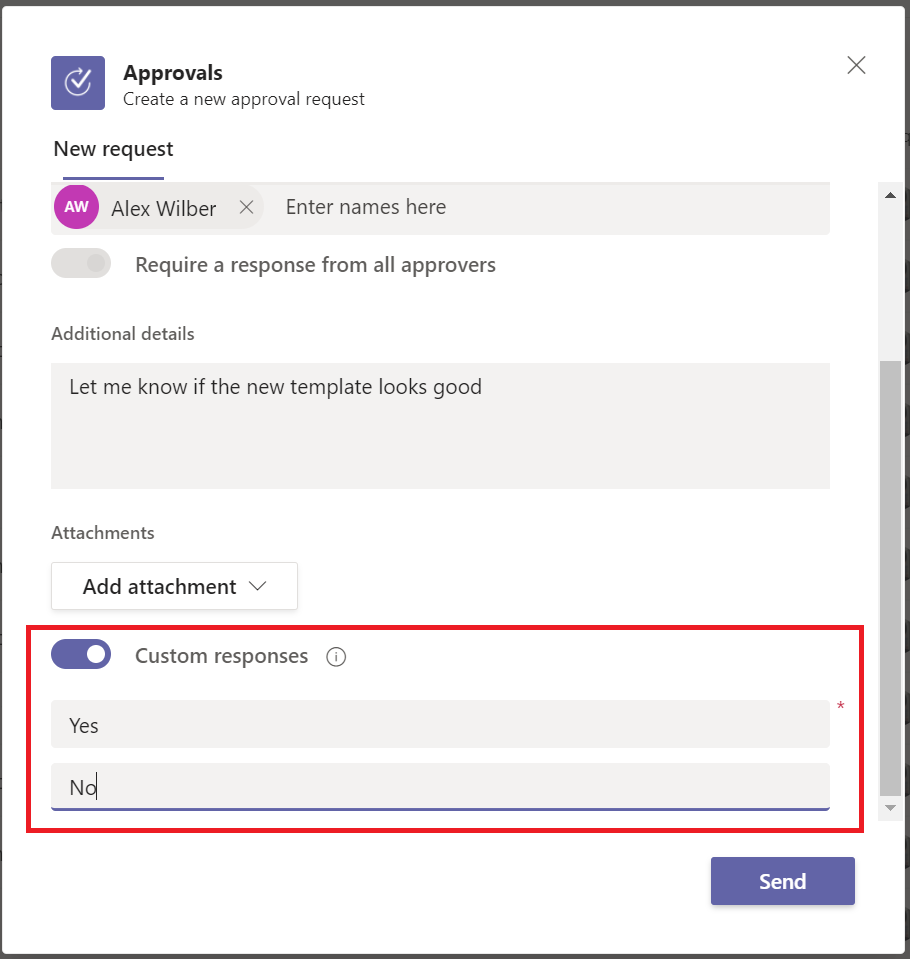 Approvals
Create a new approval request
New request
AW Alex Wilber Enter names here
Require a response from all approvers
Additional details
Let me know if the new template looks good
Attachments
Add attachment
Custom responses
Yes *
No
Send